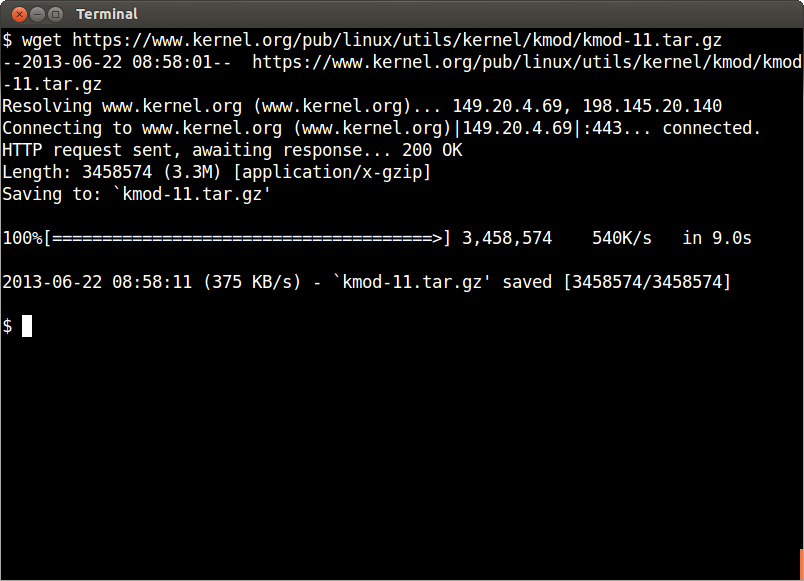 Terminal
$ wget https://www.kernel.org/pub/linux/utils/kernel/kmod/kmod-11.tar.gz
--2013-06-22 08:58:01--  https://www.kernel.org/pub/linux/utils/kernel/kmod/kmod
-11.tar.gz
Resolving www.kernel.org (www.kernel.org)... 149.20.4.69, 198.145.20.140
Connecting to www.kernel.org (www.kernel.org)|149.20.4.69|:443... connected.
HTTP request sent, awaiting response... 200 OK
Length: 3458574 (3.3M) [application/x-gzip]
Saving to: `kmod-11.tar.gz'
100%[======================================>] 3,458,574    540K/s   in 9.0s
2013-06-22 08:58:11 (375 KB/s) - `kmod-11.tar.gz' saved [3458574/3458574]
$